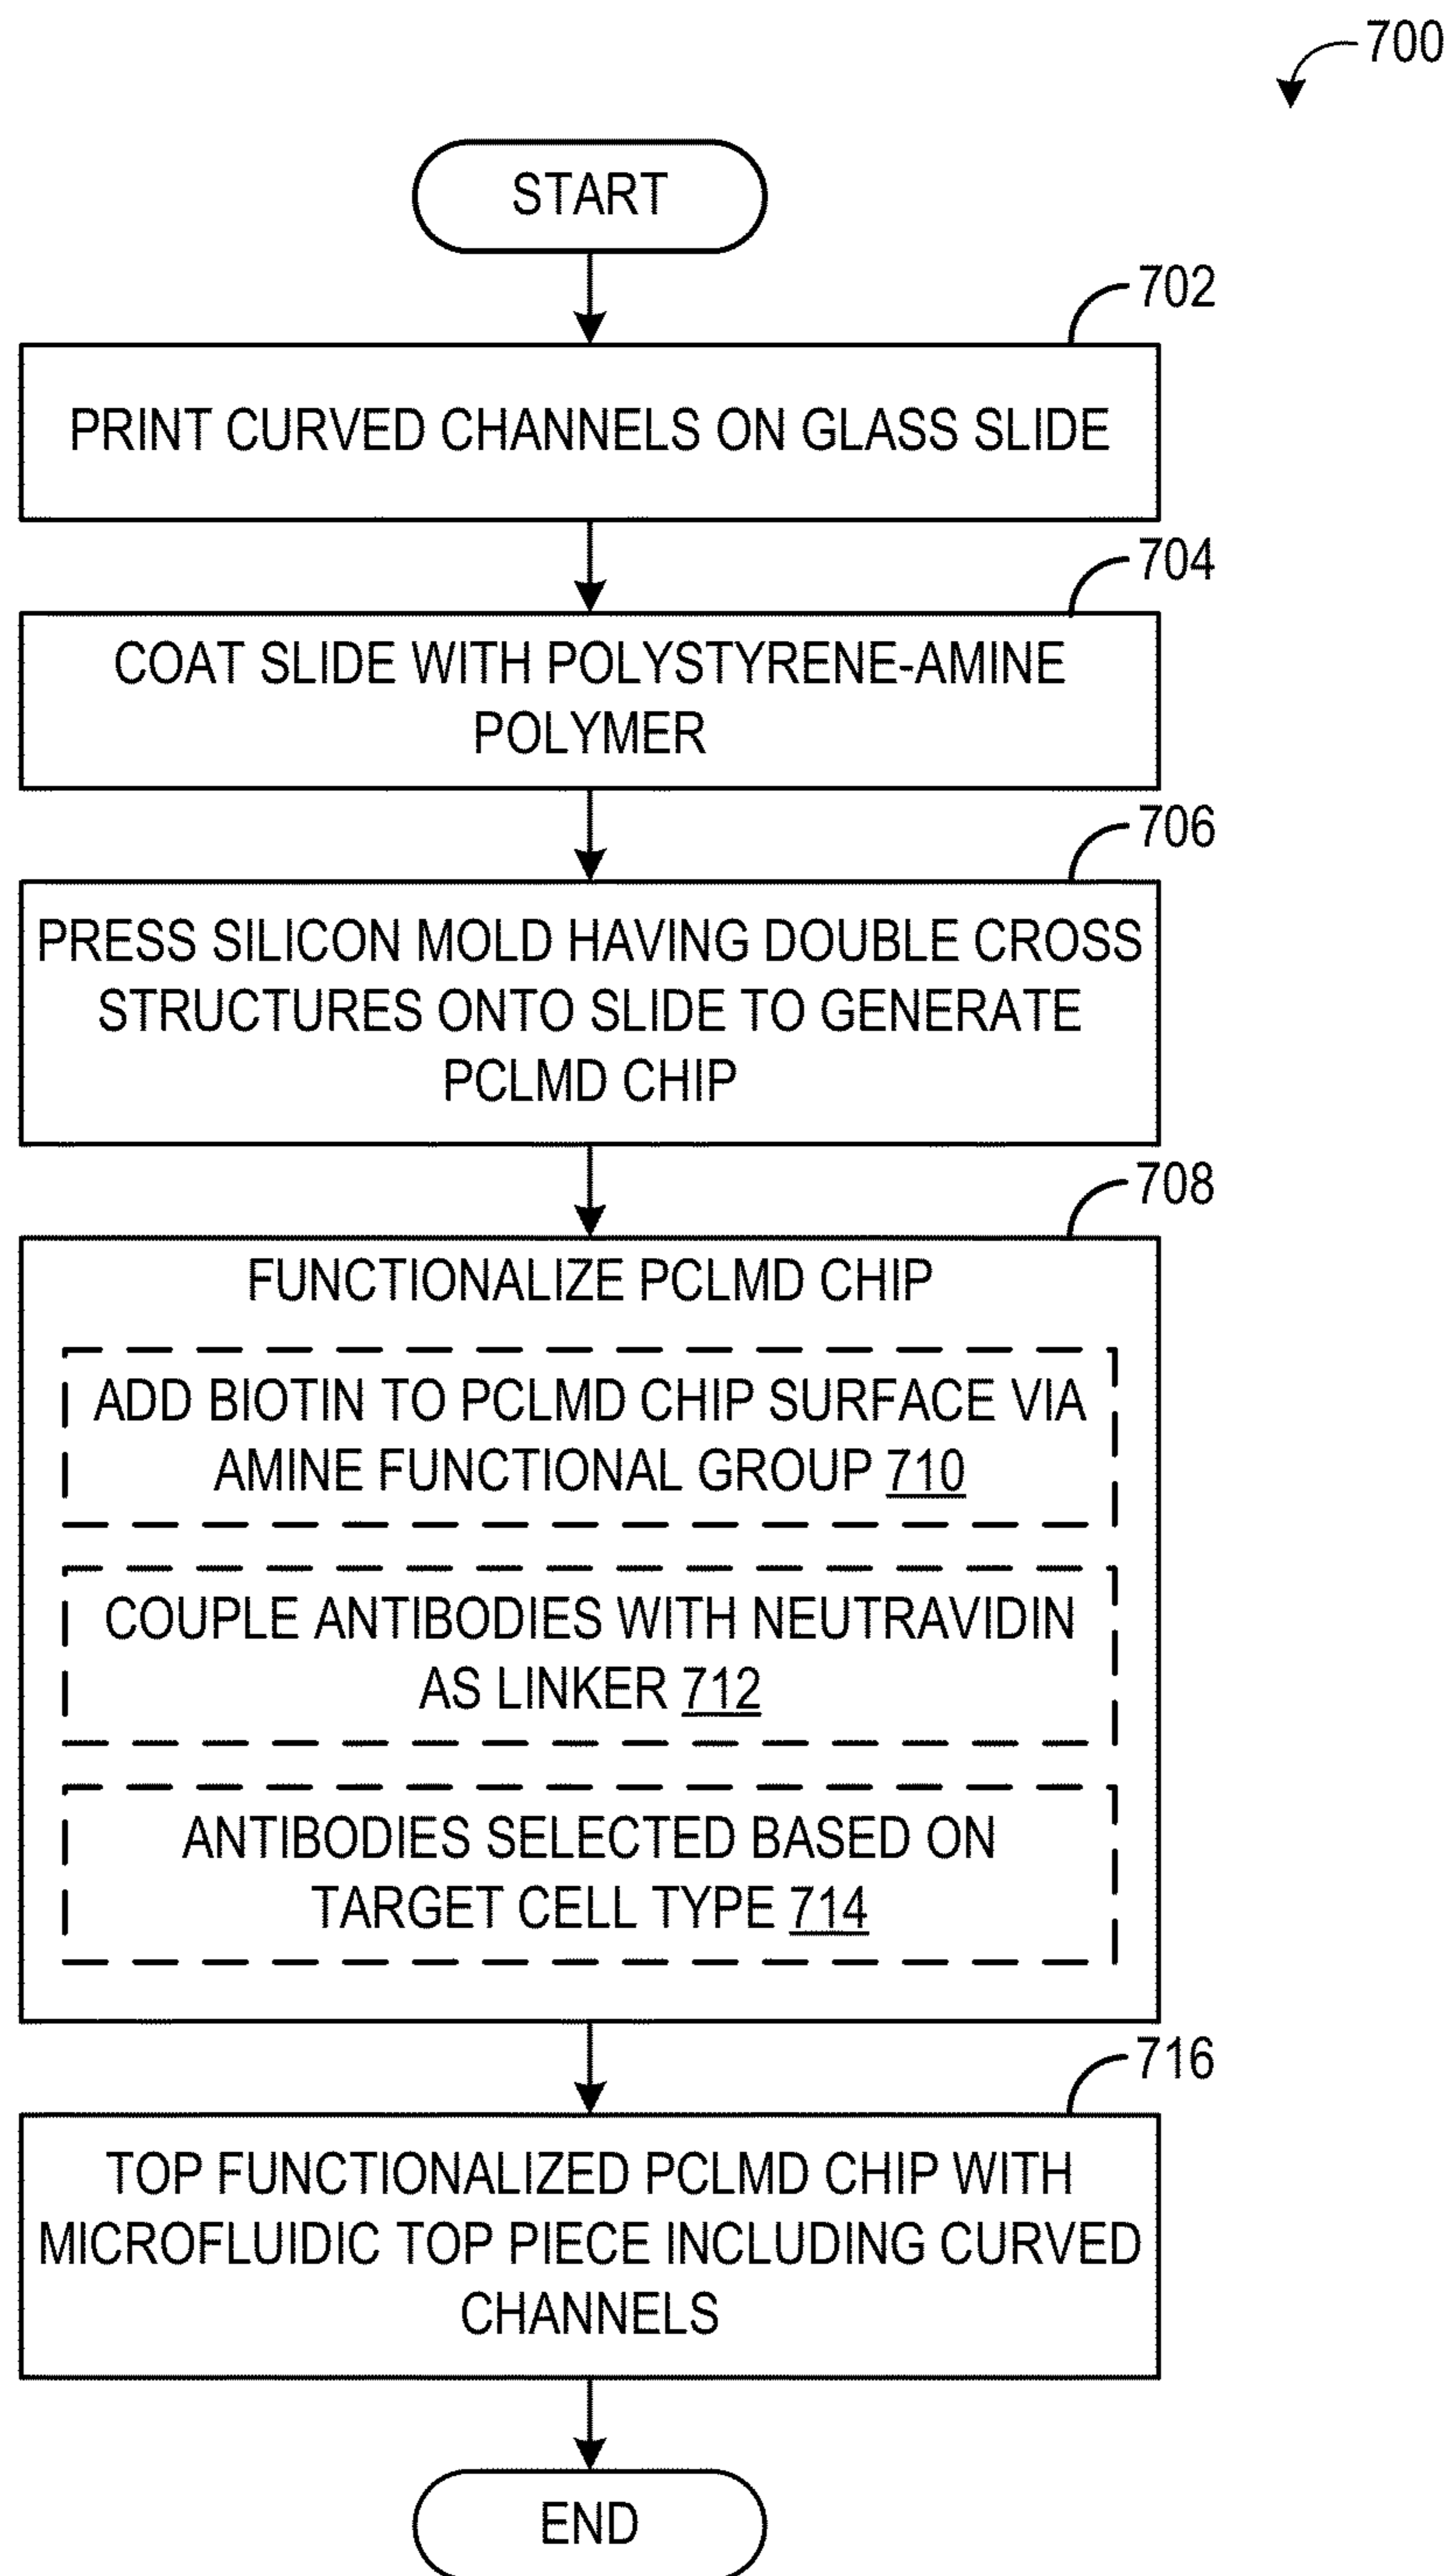 700
START
702
PRINT CURVED CHANNELS ON GLASS SLIDE
704
COAT SLIDE WITH POLYSTYRENE-AMINE
POLYMER
706
PRESS SILICON MOLD HAVING DOUBLE CROSS
STRUCTURES ONTO SLIDE TO GENERATE
PCLMD CHIP
708
FUNCTIONALIZE PCLMD CHIP
ADD BIOTIN TO PCLMD CHIP SURFACE VIA
AMINE FUNCTIONAL GROUP 710
COUPLE ANTIBODIES WITH NEUTRAVIDIN
AS LINKER 712
ANTIBODIES SELECTED BASED ON
TARGET CELL TYPE 714
716
TOP FUNCTIONALIZED PCLMD CHIP WITH
MICROFLUIDIC TOP PIECE INCLUDING CURVED
CHANNELS
END